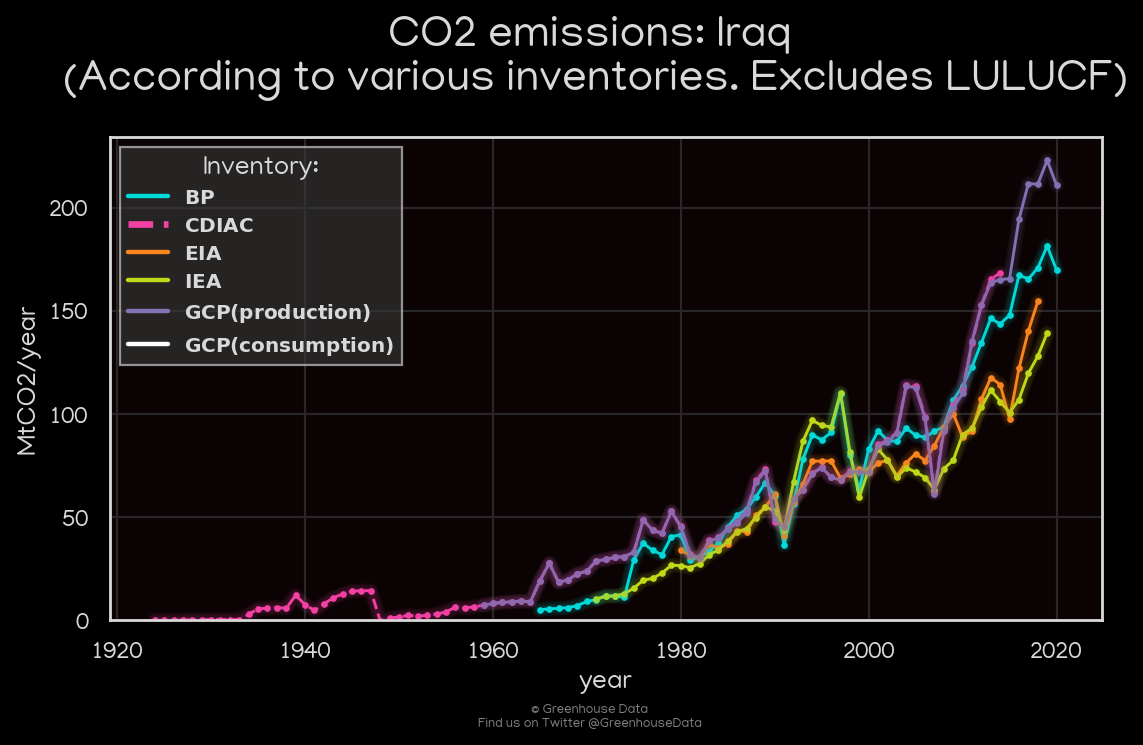 CO2 emissions: Iraq
(According to various inventories. Excludes LULUCF)
Inventory:
BP
CDIAC
EIA
IEA
GCP(production)
GCP(consumption)
MtCO2/year
200
150
100
50
0
1920 1940 1960 1980 2000 2020
year
© Greenhouse Data
Find us on Twitter @GreenhouseData